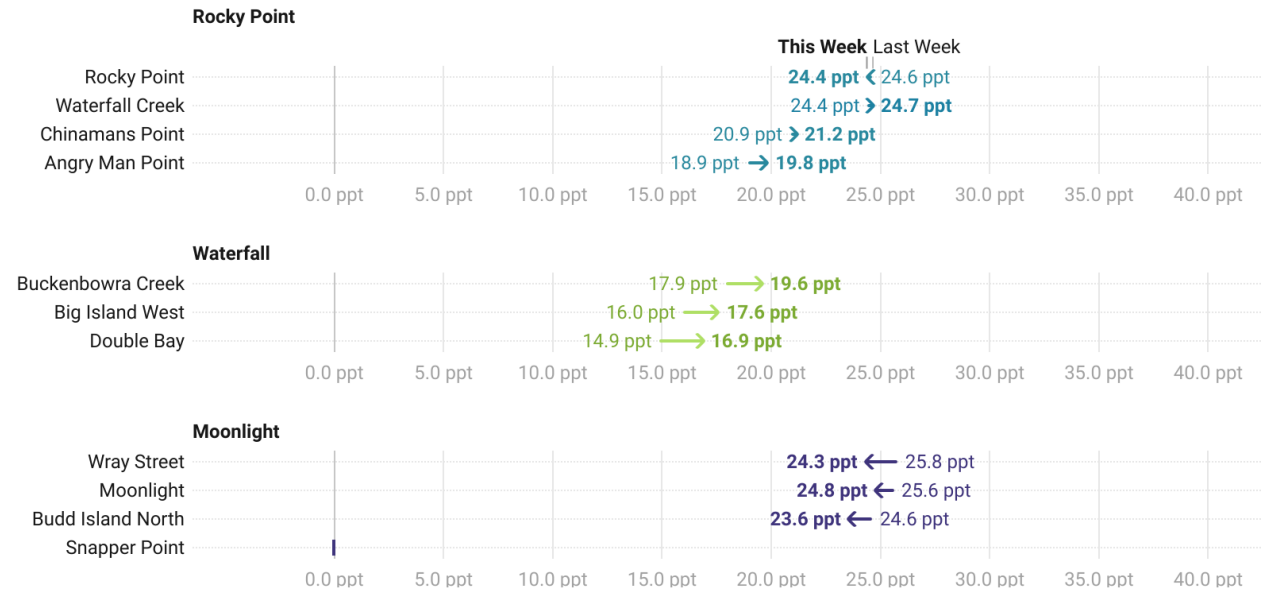 Rocky Point
This Week Last Week
Rocky Point 24.4 ppt 24.6 ppt
Waterfall Creek 24.4 ppt 24.7 ppt
Chinamans Point 20.9 ppt 21.2 ppt
Angry Man Point 18.9 ppt 19.8 ppt
0.0 ppt 5.0 ppt 10.0 ppt 15.0 ppt 20.0 ppt 25.0 ppt 30.0 ppt 35.0 ppt 40.0 ppt
Waterfall
Buckenbowra Creek 17.9 ppt 19.6 ppt
Big Island West 16.0 ppt 17.6 ppt
Double Bay 14.9 ppt 16.9 ppt
0.0 ppt 5.0 ppt 10.0 ppt 15.0 ppt 20.0 ppt 25.0 ppt 30.0 ppt 35.0 ppt 40.0 ppt
Moonlight
Wray Street 24.3 ppt 25.8 ppt
Moonlight 24.8 ppt 25.6 ppt
Budd Island North 23.6 ppt 24.6 ppt
Snapper Point
0.0 ppt 5.0 ppt 10.0 ppt 15.0 ppt 20.0 ppt 25.0 ppt 30.0 ppt 35.0 ppt 40.0 ppt